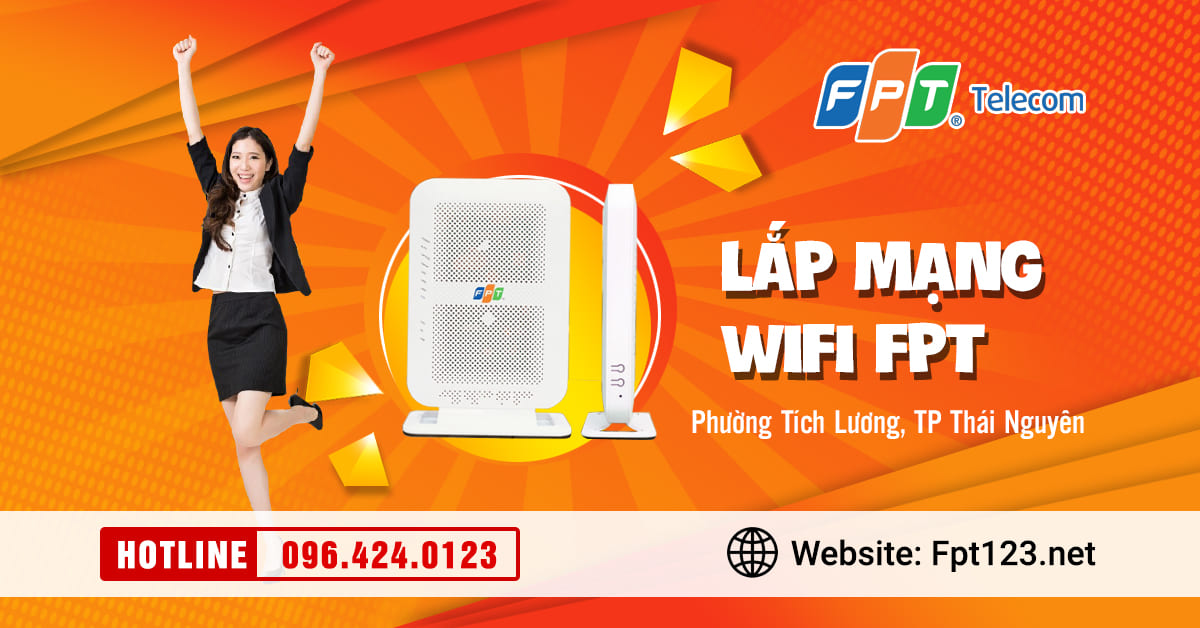 FPT® Telecom
FPT
LẮP MẠNG
WIFI FPT
Phường Tích Lương, TP Thái Nguyên
HOTLINE 096.424.0123
Website: Fpt123.net